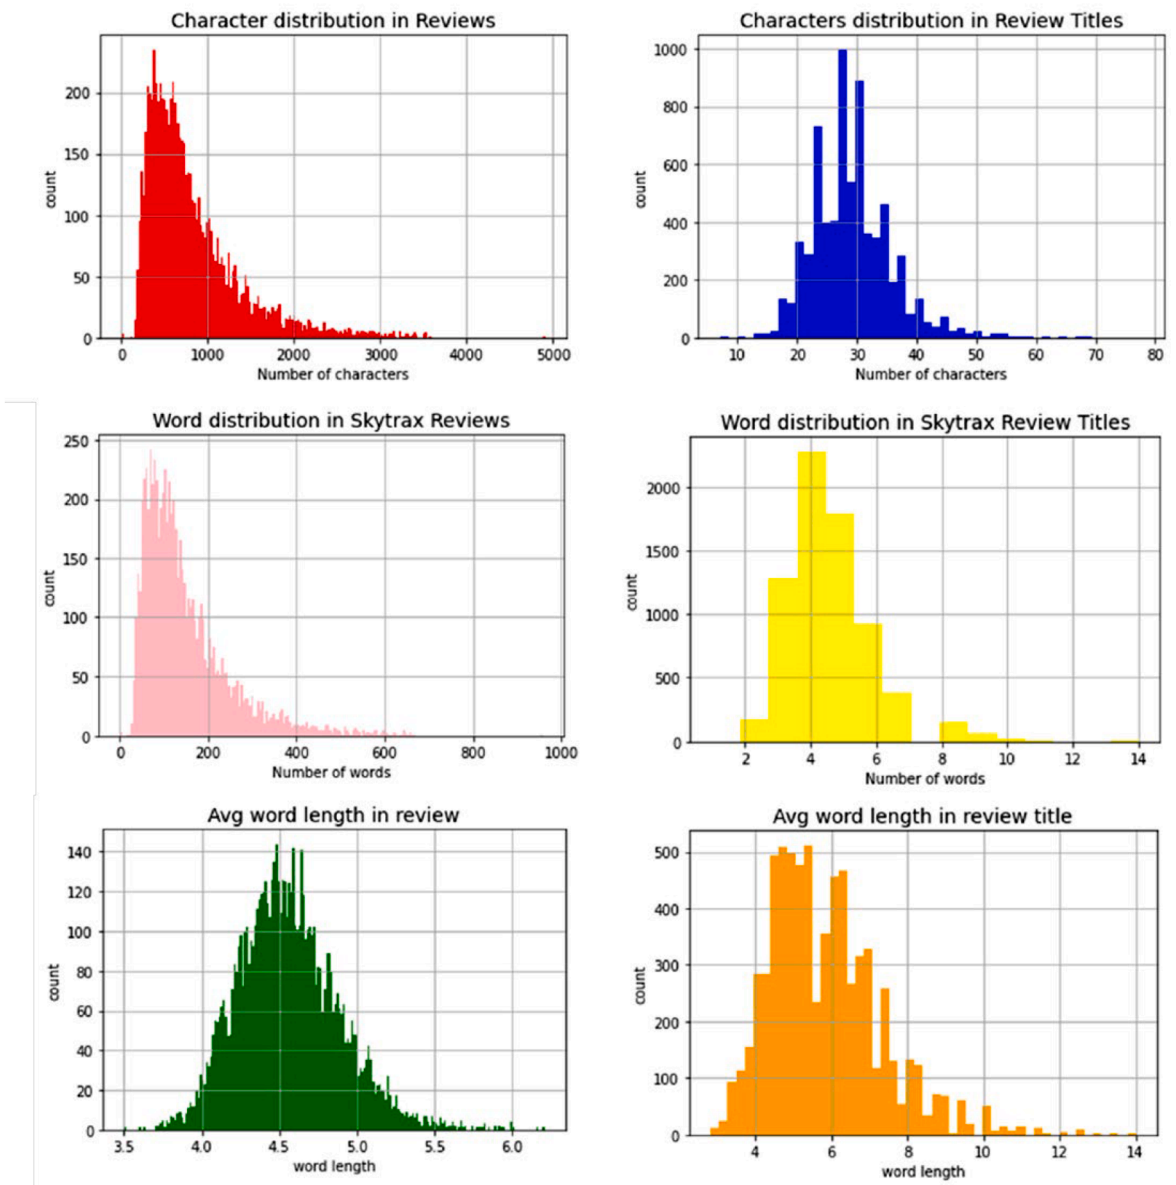 Character distribution in Reviews
count
200
150
100
50
0
0 1000 2000 3000 4000 5000
Number of characters
Characters distribution in Review Titles
count
1000
800
600
400
200
0
10 20 30 40 50 60 70 80
Number of characters
Word distribution in Skytrax Reviews
count
250
200
150
100
50
0
0 200 400 600 800 1000
Number of words
Word distribution in Skytrax Review Titles
count
2000
1500
1000
500
0
2 4 6 8 10 12 14
Number of words
Avg word length in review
count
140
120
100
80
60
40
20
0
3.5 4.0 4.5 5.0 5.5 6.0
word length
Avg word length in review title
count
500
400
300
200
100
0
4 6 8 10 12 14
word length